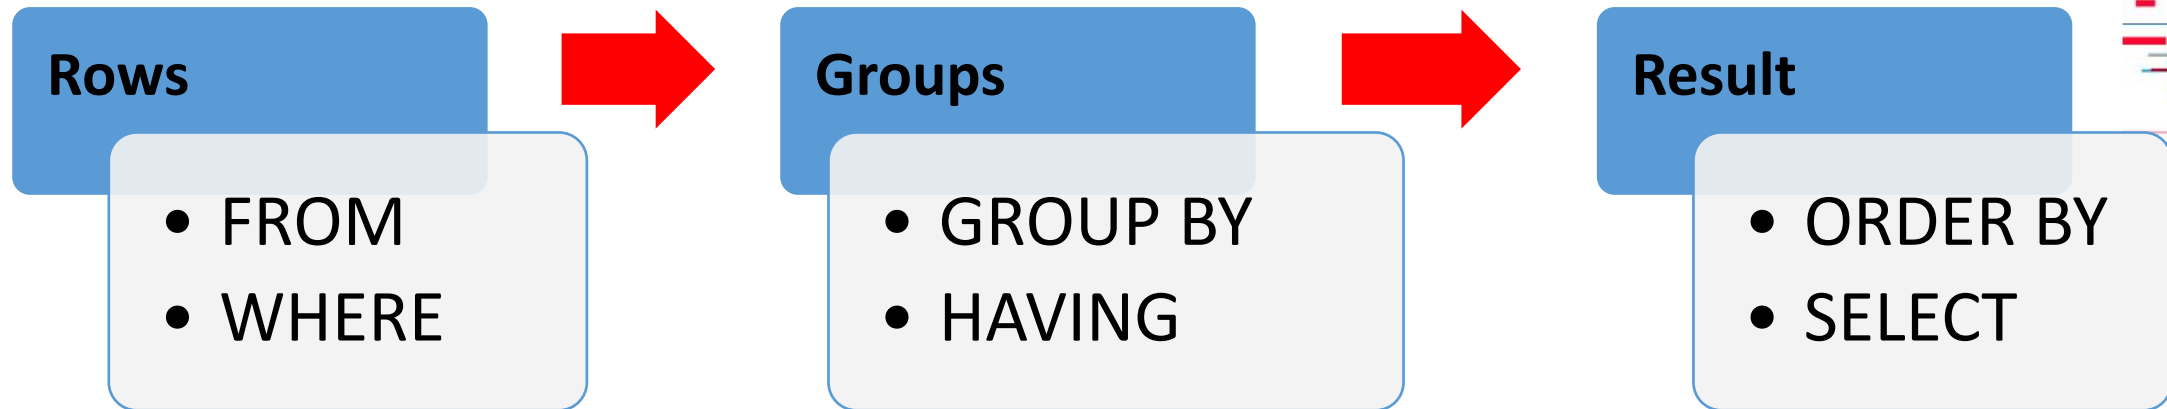 Rows
• FROM
• WHERE
Groups
• GROUP BY
• HAVING
Result
• ORDER BY
• SELECT